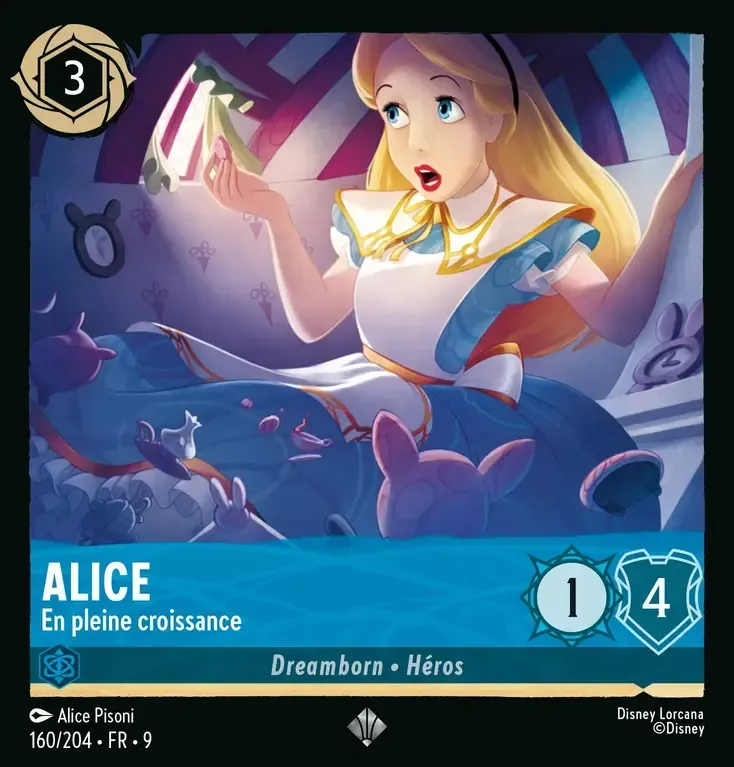 3
ALICE
En pleine croissance
1
4
Dreamborn • Héros
Alice Pisoni
160/204 • FR • 9
Disney Lorcana
©Disney